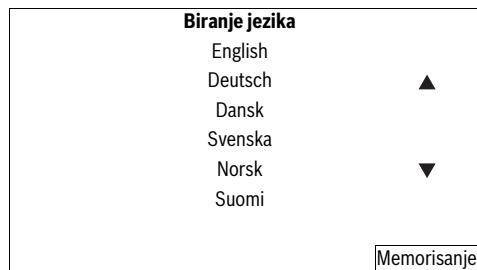 Biranje jezika
English
Deutsch
Dansk
Svenska
Norsk
Suomi
Memorisanje